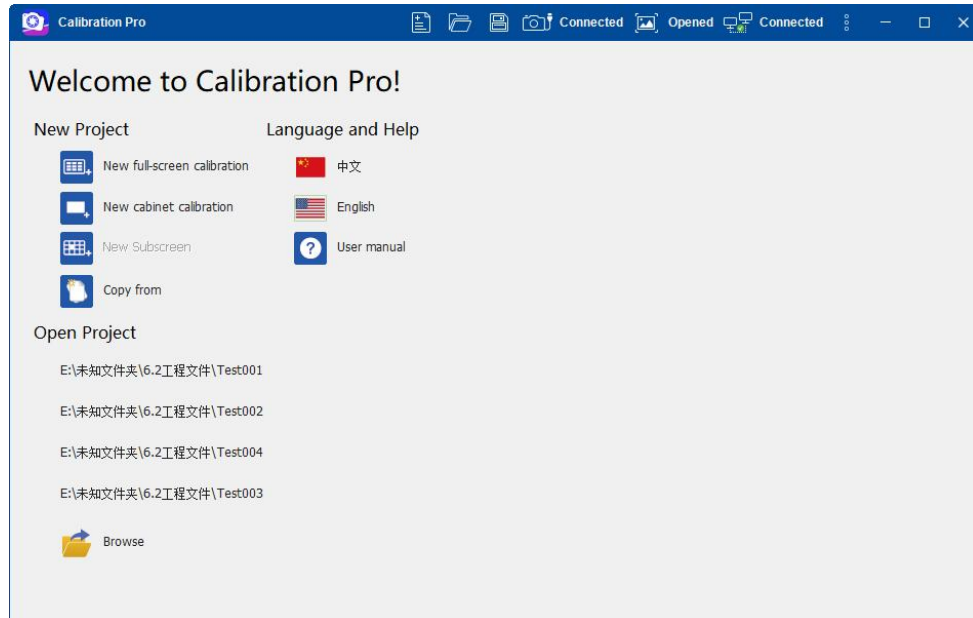 Calibration Pro
Connected
Opened
Connected
Welcome to Calibration Pro!
New Project
New full-screen calibration
New cabinet calibration
New Subscreen
Copy from
Language and Help
中文
English
User manual
Open Project
E:\未知文件夹\6.2工程文件\Test001
E:\未知文件夹\6.2工程文件\Test002
E:\未知文件夹\6.2工程文件\Test004
E:\未知文件夹\6.2工程文件\Test003
Browse